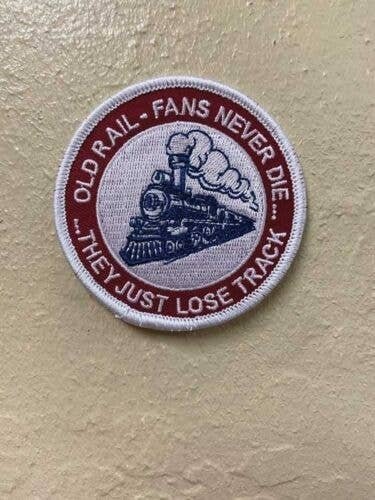 OLD RAIL - FANS NEVER DIE...
...THEY JUST LOSE TRACK